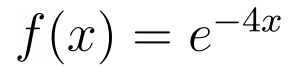 f(x) = e^{-4x}